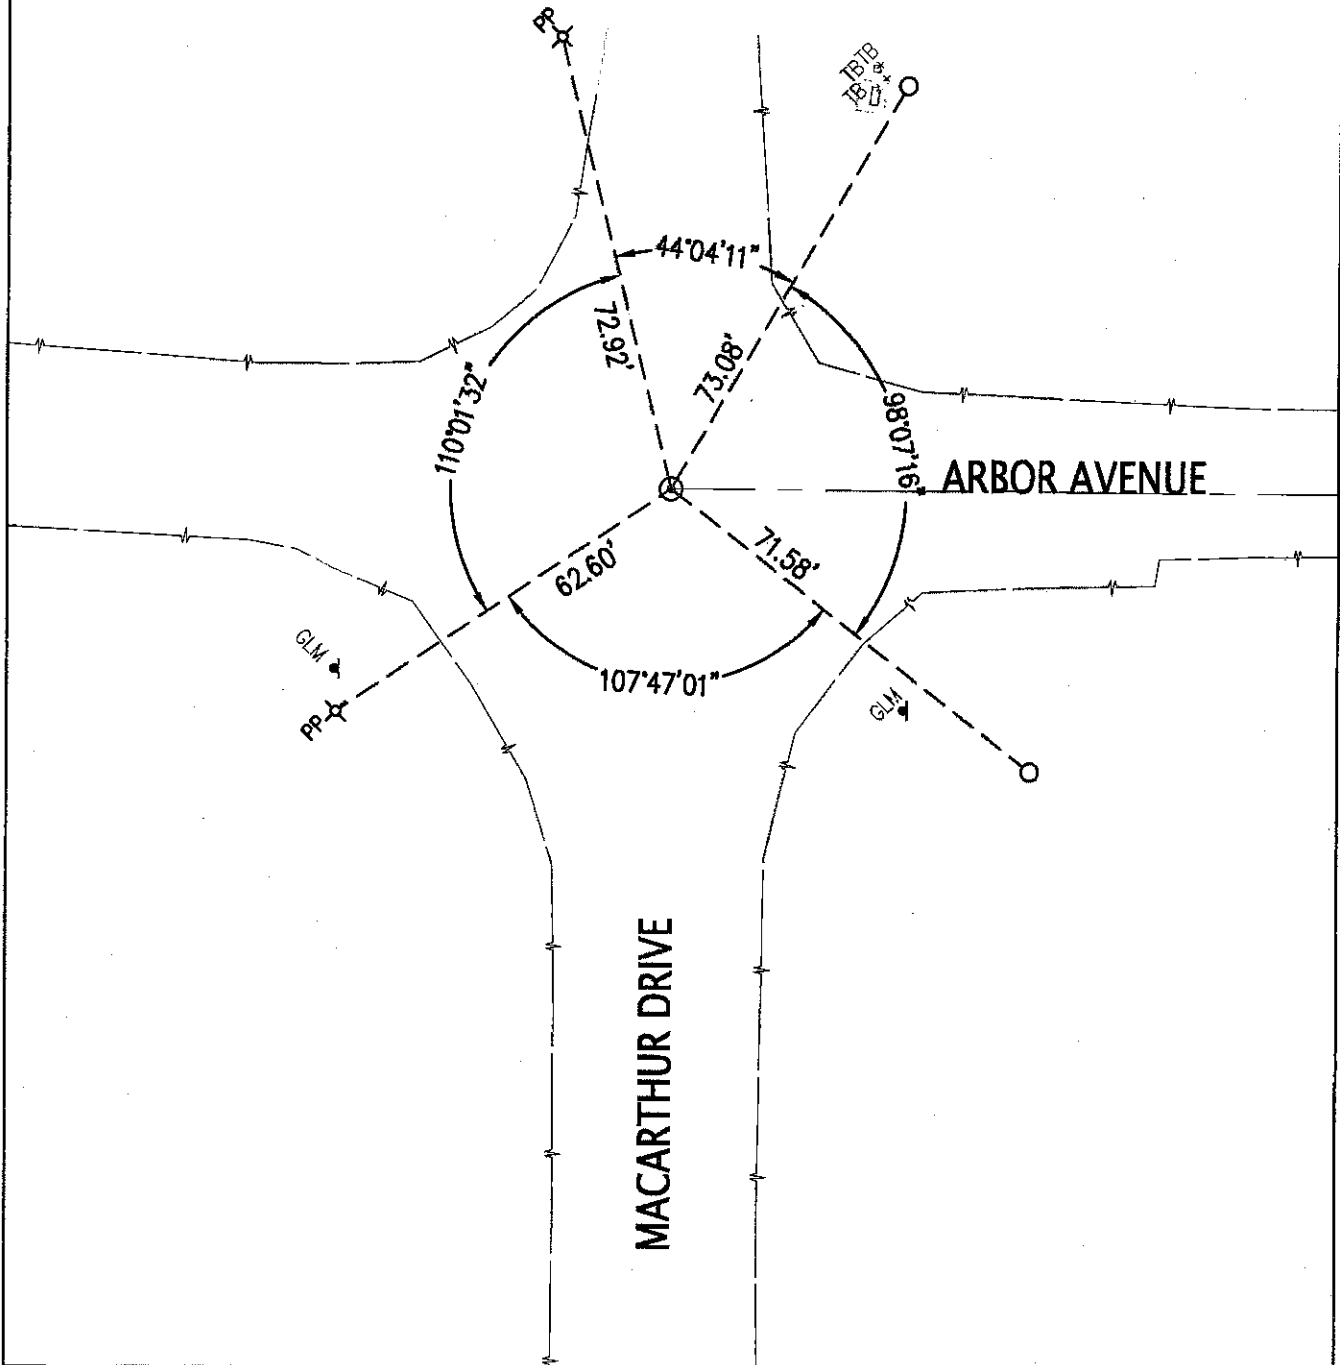 PP
TBTB
TB
44°04'11"
72.92'
73.08'
110°01'32"
98°07'16"
ARBOR AVENUE
71.58'
62.60'
GLM
107°47'01"
GLM
PP
MACARTHUR DRIVE